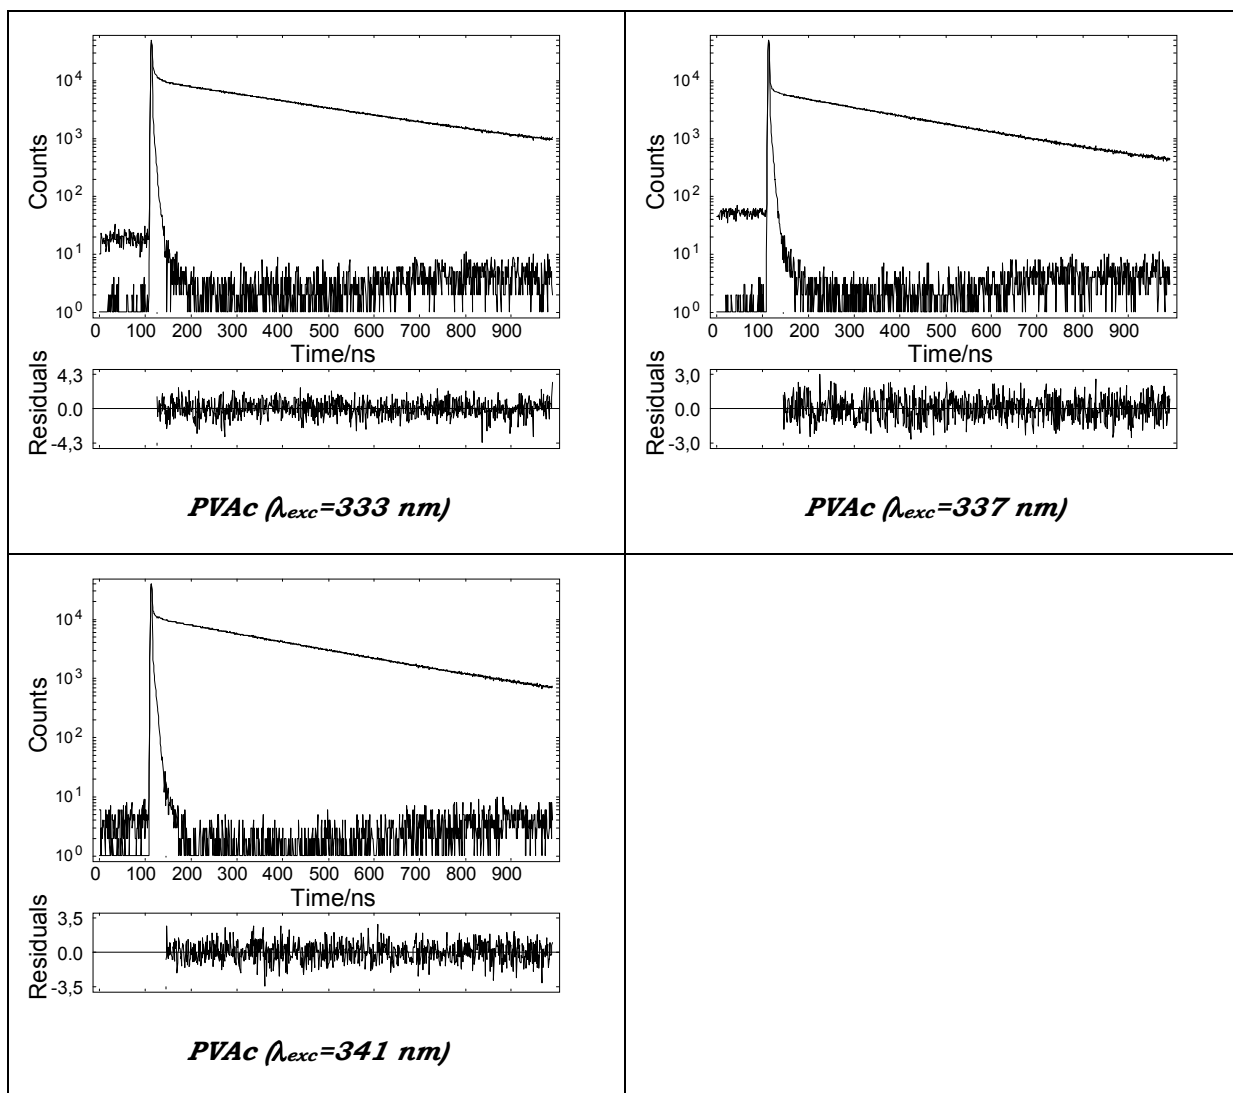 Counts
10⁴
10³
10²
10¹
10⁰
0 100 200 300 400 500 600 700 800 900
Time/ns
Residuals
4,3
0.0
-4,3
PVAc (λexc=333 nm)
Counts
10⁴
10³
10²
10¹
10⁰
0 100 200 300 400 500 600 700 800 900
Time/ns
Residuals
3,0
0.0
-3,0
PVAc (λexc=337 nm)
Counts
10⁴
10³
10²
10¹
10⁰
0 100 200 300 400 500 600 700 800 900
Time/ns
Residuals
3,5
0.0
-3,5
PVAc (λexc=341 nm)